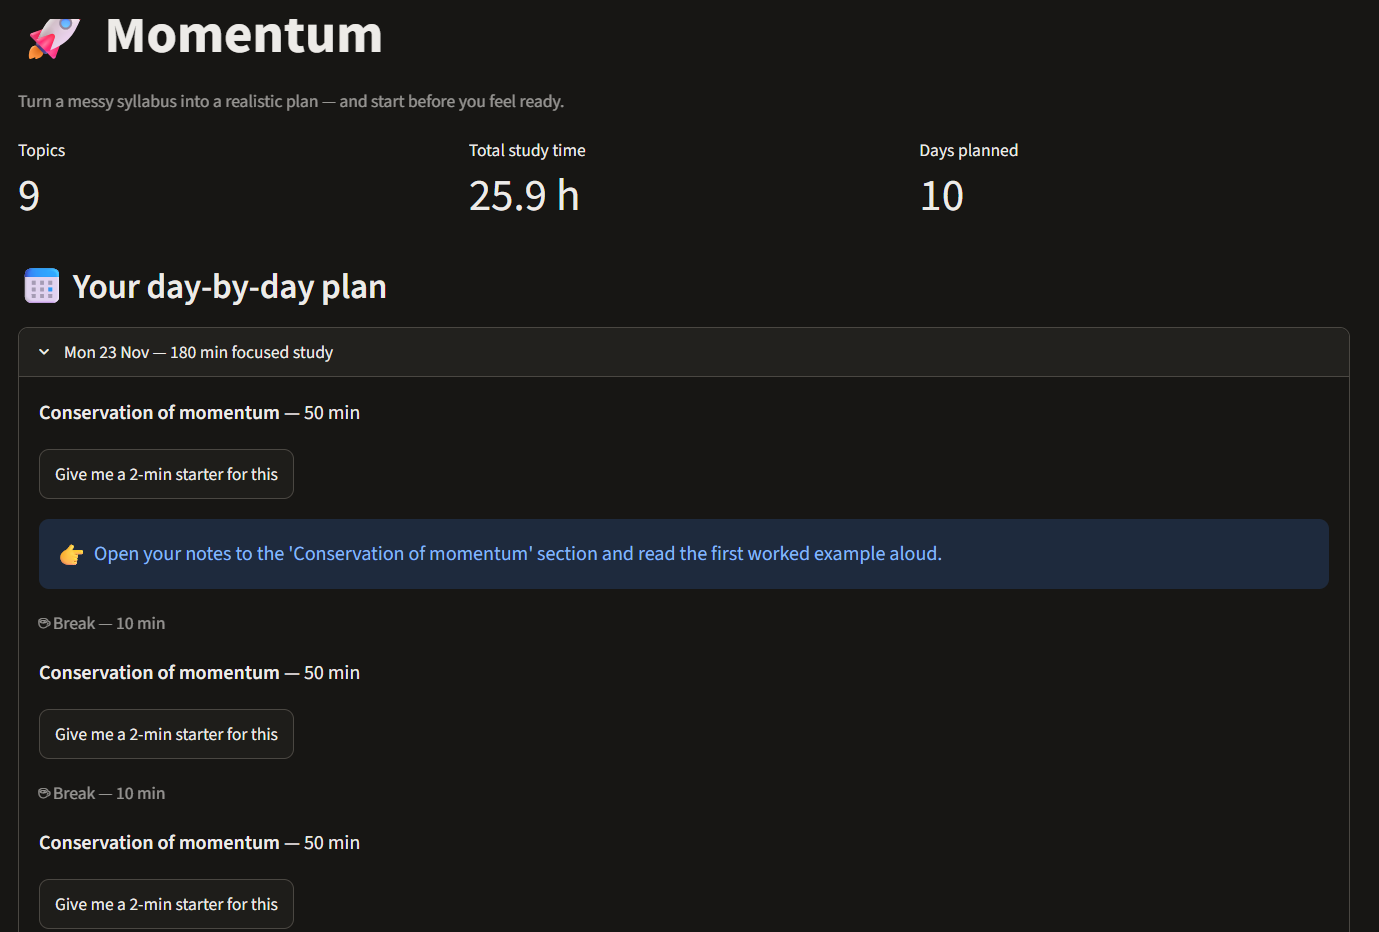 Momentum
Turn a messy syllabus into a realistic plan — and start before you feel ready.
Topics
9
Total study time
25.9 h
Days planned
10
Your day-by-day plan
Mon 23 Nov — 180 min focused study
Conservation of momentum — 50 min
Give me a 2-min starter for this
👉 Open your notes to the 'Conservation of momentum' section and read the first worked example aloud.
Break — 10 min
Conservation of momentum — 50 min
Give me a 2-min starter for this
Break — 10 min
Conservation of momentum — 50 min
Give me a 2-min starter for this